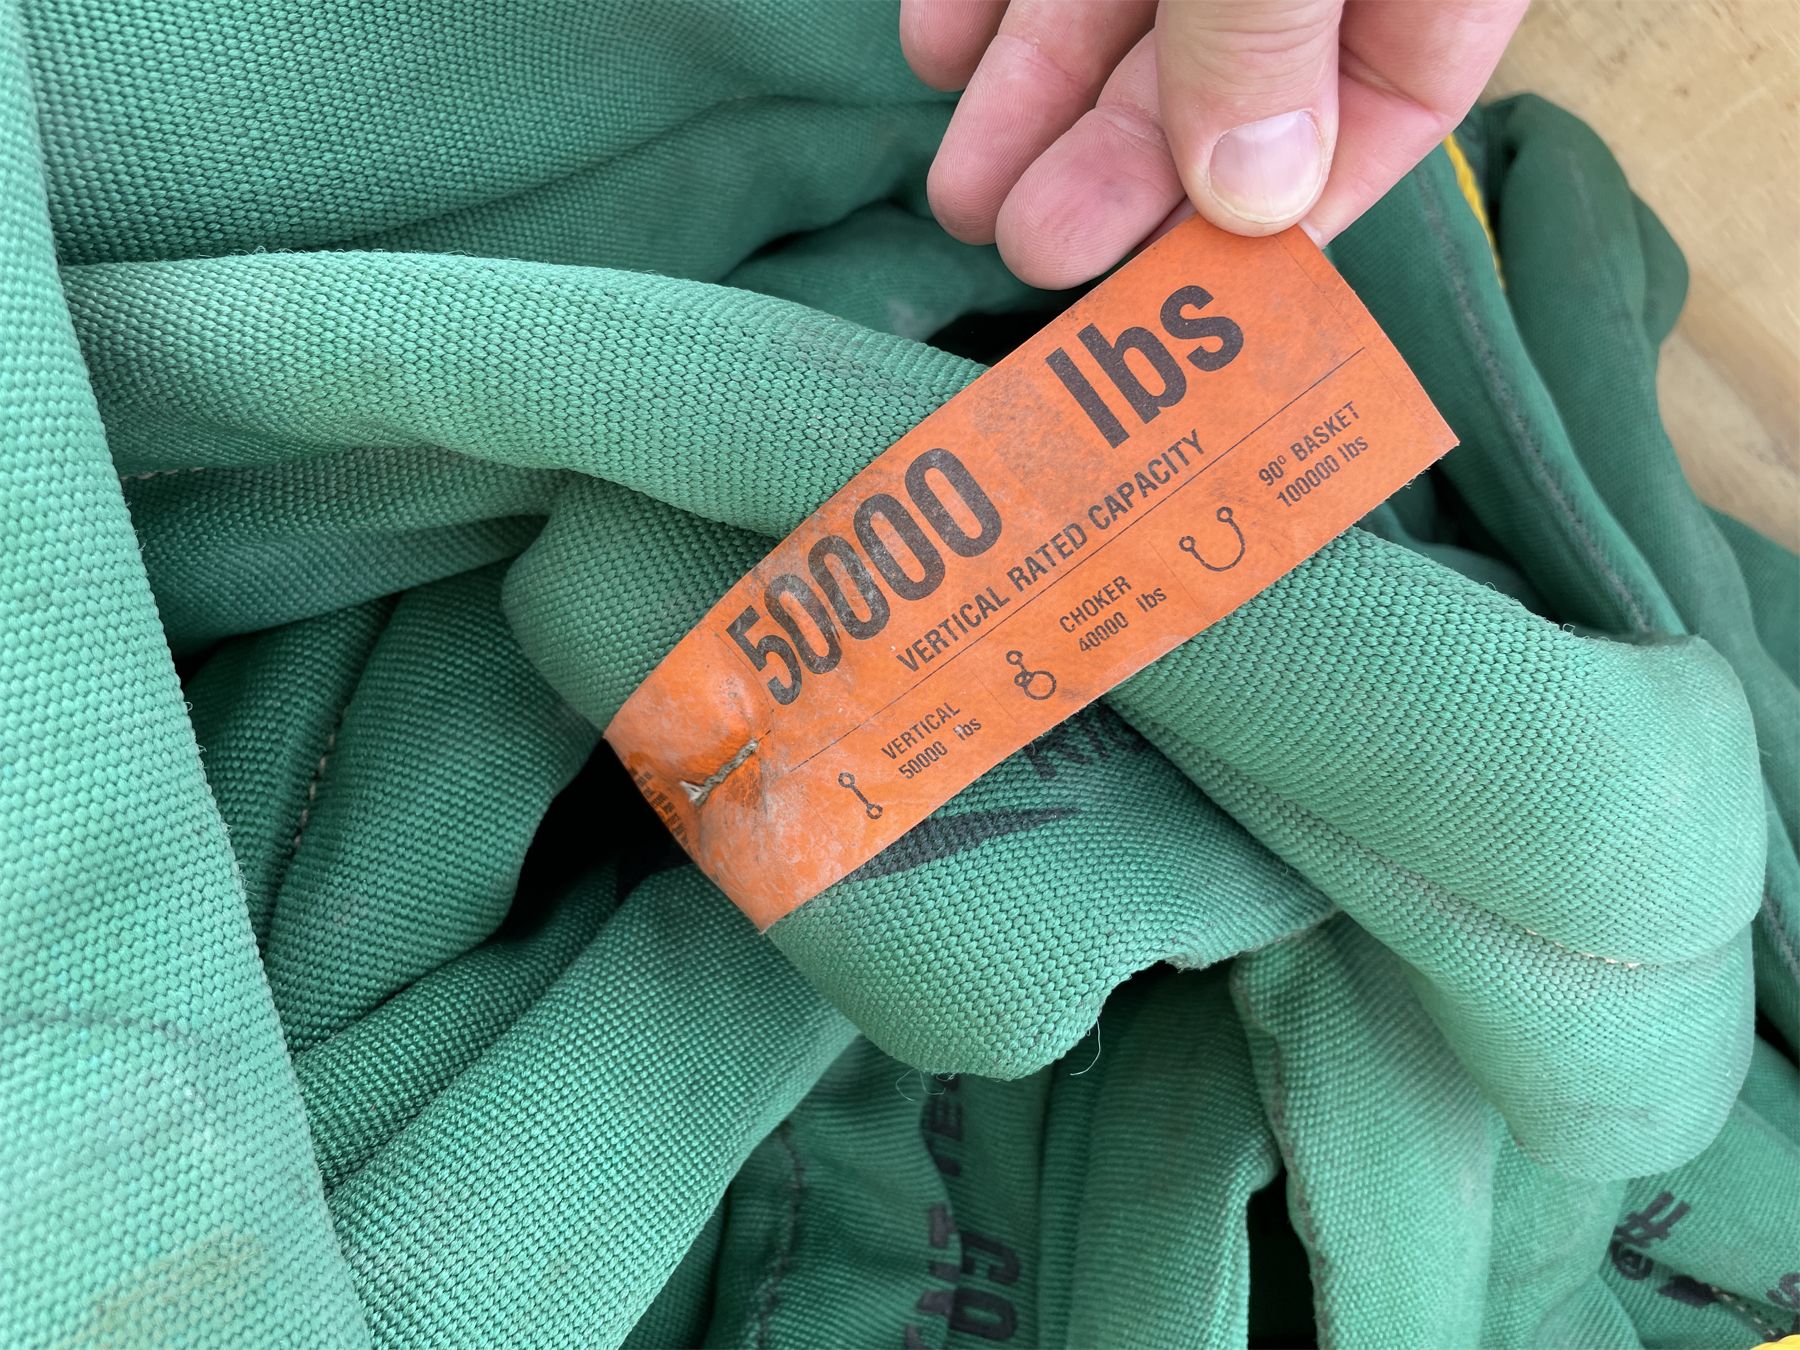 50000 lbs
VERTICAL RATED CAPACITY
VERTICAL
50000 lbs
CHOKER
40000 lbs
90° BASKET
100000 lbs